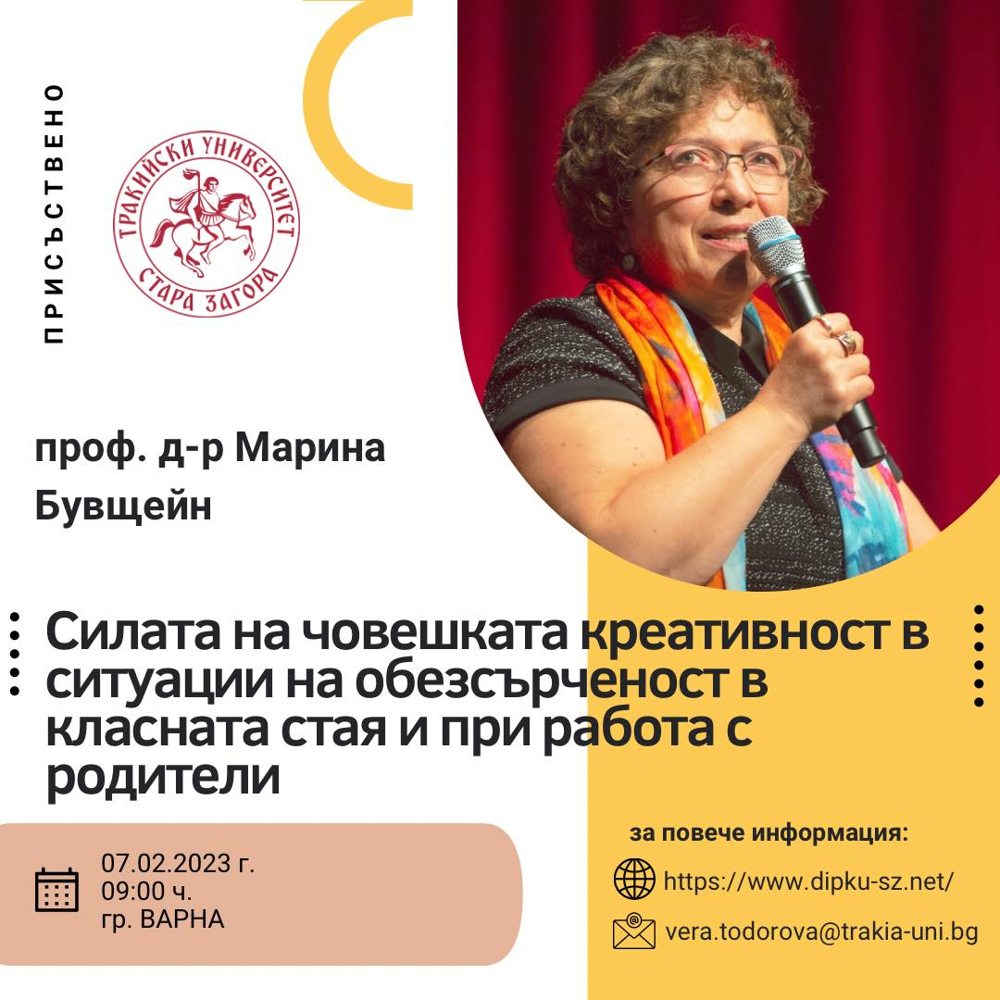 ПРИСЪСТВЕНО
ТРАКИЙСКИ УНИВЕРСИТЕТ
СТАРА ЗАГОРА
проф. д-р Марина
Бувщейн
Силата на човешката креативност в
ситуации на обезсърченост в
класната стая и при работа с
родители
07.02.2023 г.
09:00 ч.
гр. ВАРНА
за повече информация:
https://www.dipku-sz.net/
vera.todorova@trakia-uni.bg